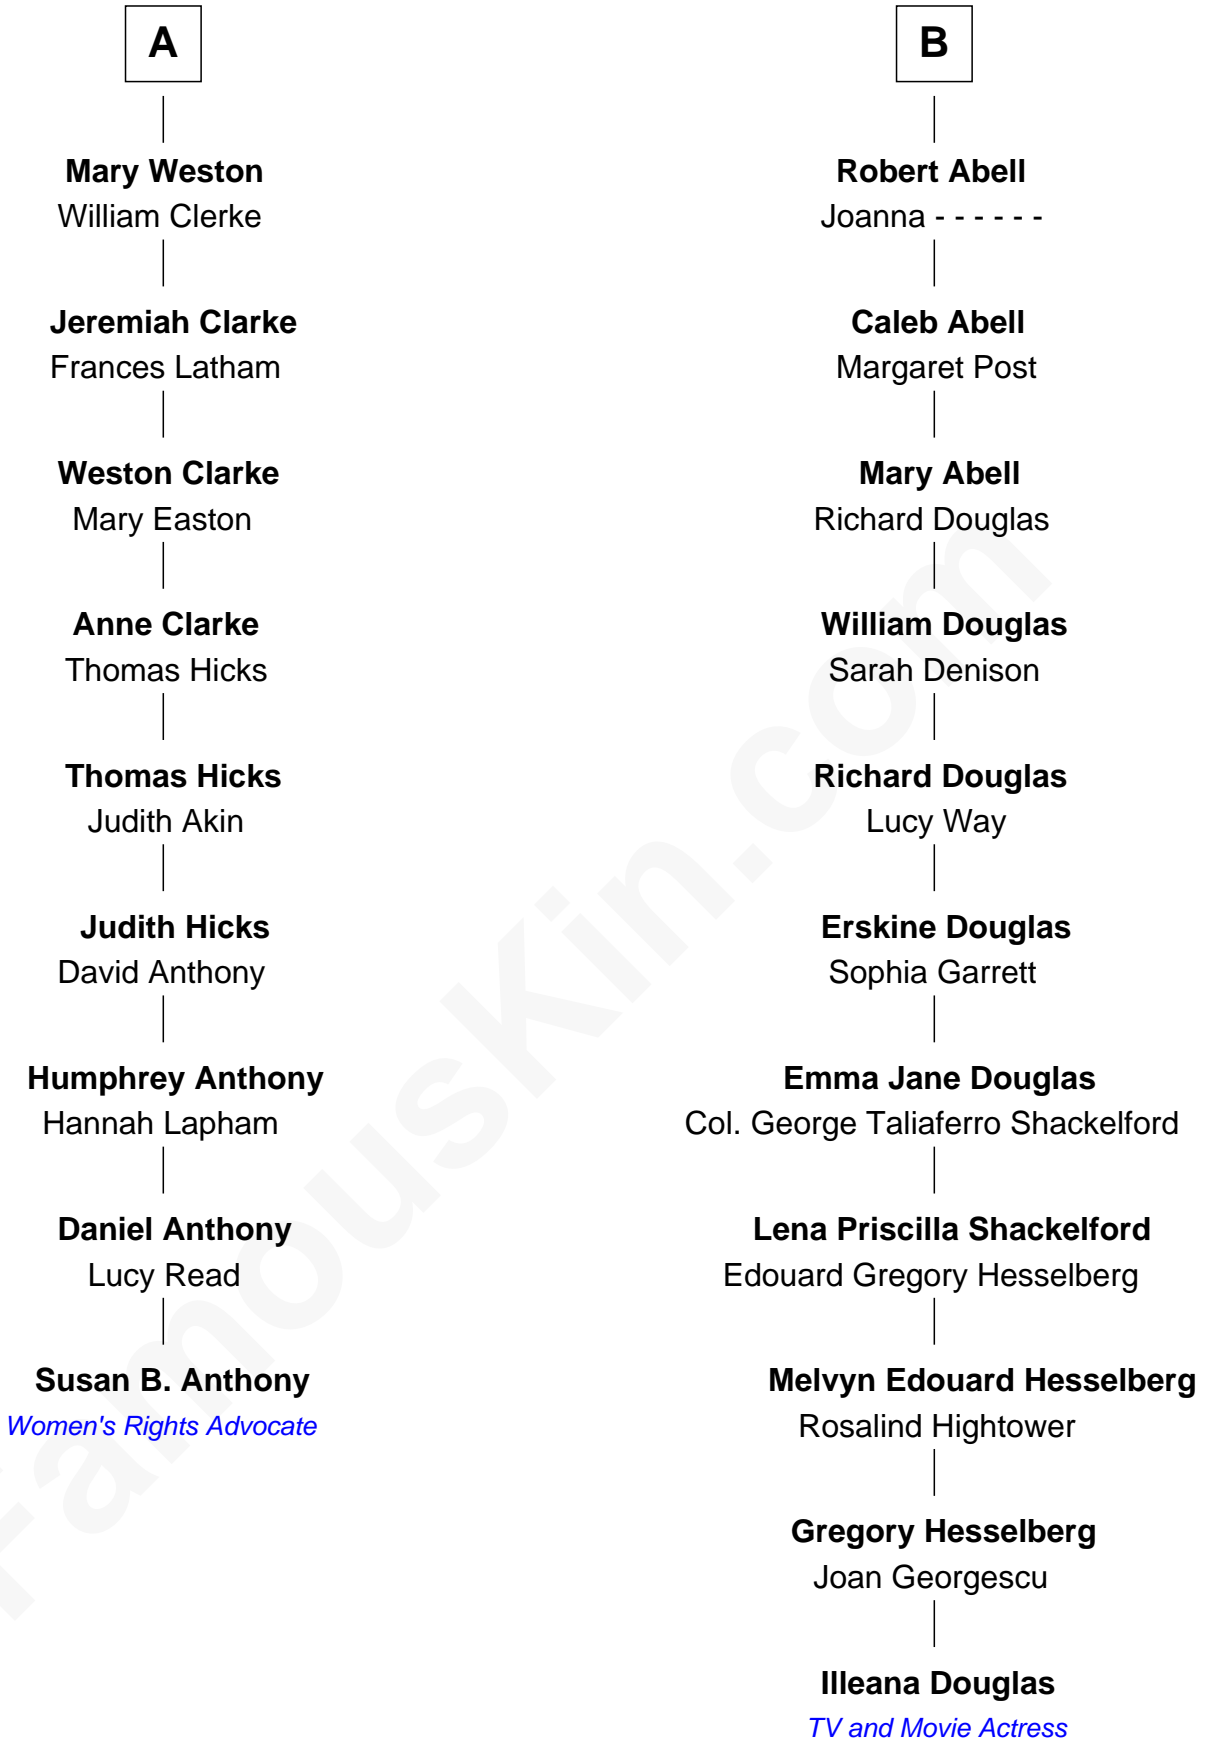 A
Mary Weston
William Clerke
Jeremiah Clarke
Frances Latham
Weston Clarke
Mary Easton
Anne Clarke
Thomas Hicks
Thomas Hicks
Judith Akin
Judith Hicks
David Anthony
Humphrey Anthony
Hannah Lapham
Daniel Anthony
Lucy Read
Susan B. Anthony
Women's Rights Advocate
B
Robert Abell
Joanna - - - - - -
Caleb Abell
Margaret Post
Mary Abell
Richard Douglas
William Douglas
Sarah Denison
Richard Douglas
Lucy Way
Erskine Douglas
Sophia Garrett
Emma Jane Douglas
Col. George Taliaferro Shackelford
Lena Priscilla Shackelford
Edouard Gregory Hesselberg
Melvyn Edouard Hesselberg
Rosalind Hightower
Gregory Hesselberg
Joan Georgescu
Illeana Douglas
TV and Movie Actress
FamousKin.com